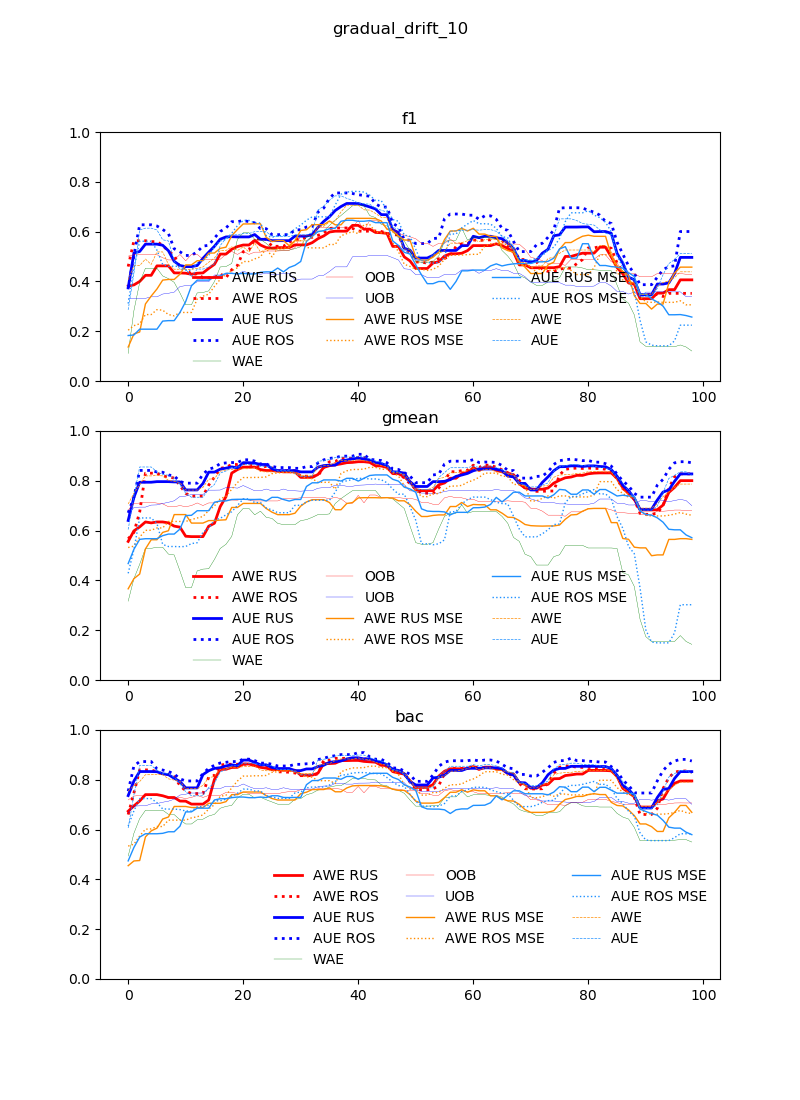 gradual_drift_10
f1
1.0
0.8
0.6
0.4
0.2
0.0
AWE RUS OOB AUE RUS MSE
AWE ROS UOB AUE ROS MSE
AUE RUS AWE RUS MSE AWE
AUE ROS AWE ROS MSE AUE
WAE
0 20 40 60 80 100
gmean
1.0
0.8
0.6
0.4
0.2
0.0
AWE RUS OOB AUE RUS MSE
AWE ROS UOB AUE ROS MSE
AUE RUS AWE RUS MSE AWE
AUE ROS AWE ROS MSE AUE
WAE
0 20 40 60 80 100
bac
1.0
0.8
0.6
0.4
0.2
0.0
AWE RUS OOB AUE RUS MSE
AWE ROS UOB AUE ROS MSE
AUE RUS AWE RUS MSE AWE
AUE ROS AWE ROS MSE AUE
WAE
0 20 40 60 80 100